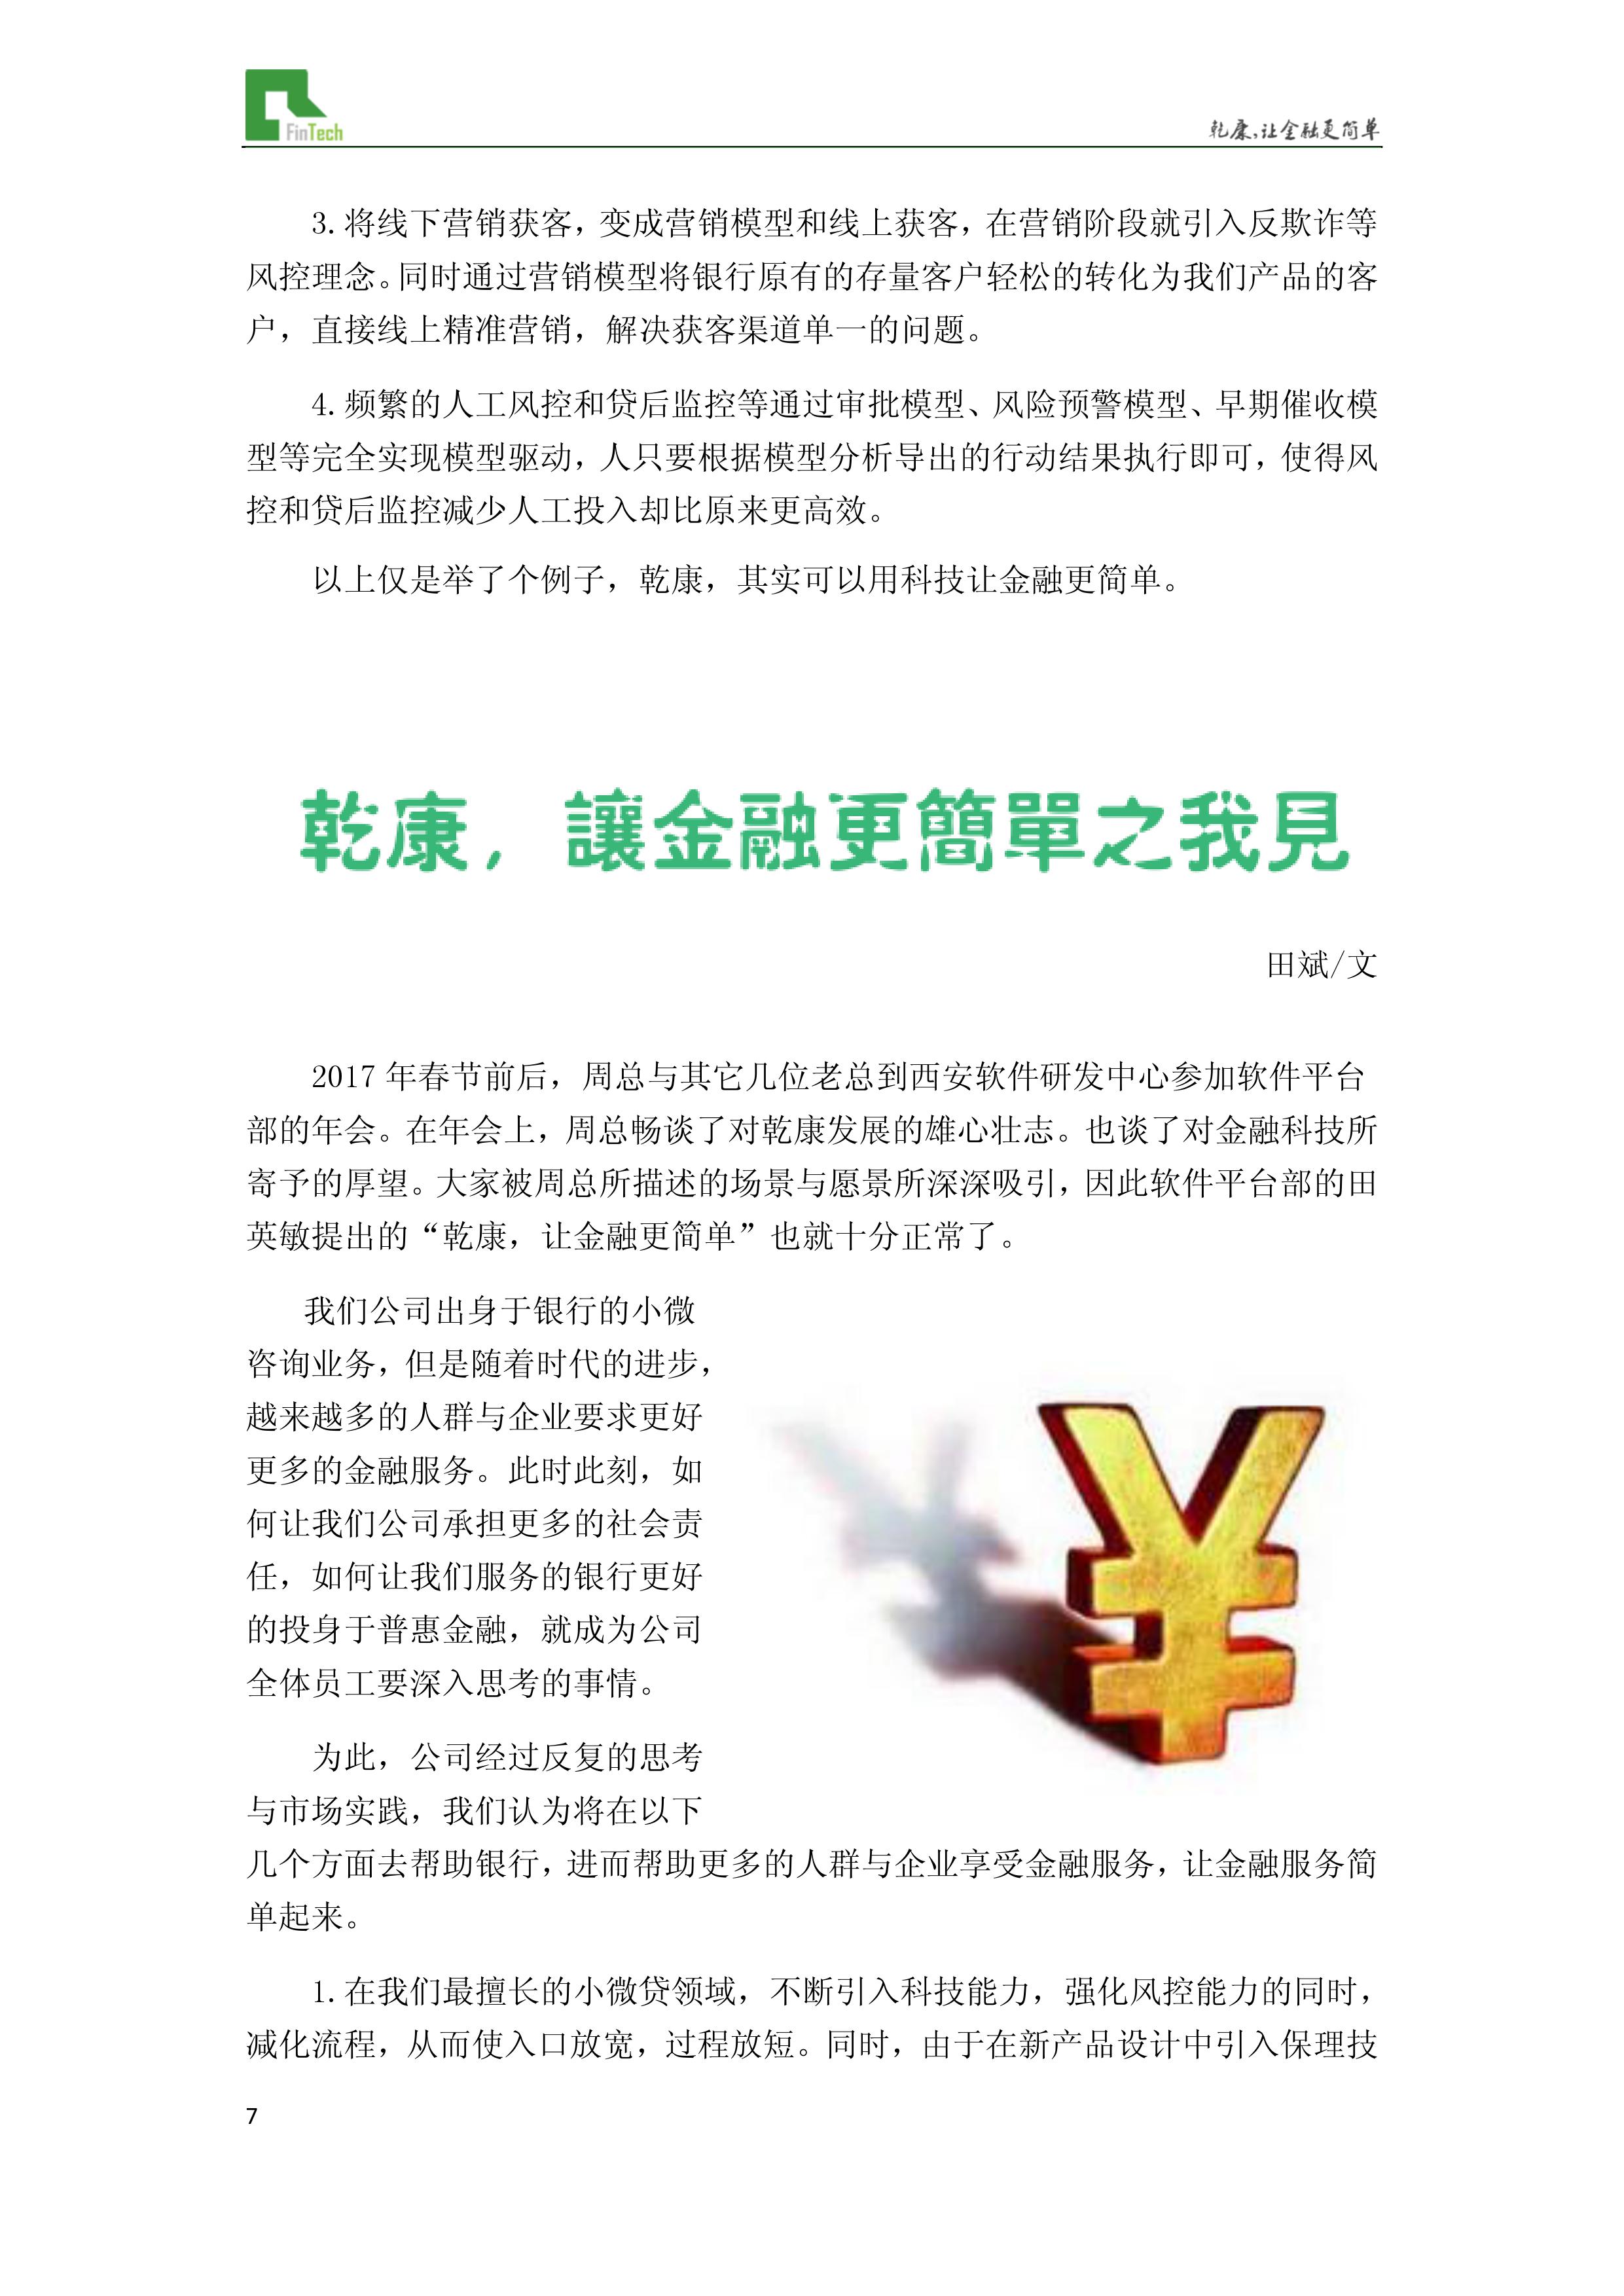 FinTech
乾康,让金融更简单
3.将线下营销获客，变成营销模型和线上获客，在营销阶段就引入反欺诈等
风控理念。同时通过营销模型将银行原有的存量客户轻松的转化为我们产品的客
户，直接线上精准营销，解决获客渠道单一的问题。
4.频繁的人工风控和贷后监控等通过审批模型、风险预警模型、早期催收模
型等完全实现模型驱动，人只要根据模型分析导出的行动结果执行即可，使得风
控和贷后监控减少人工投入却比原来更高效。
以上仅是举了个例子，乾康，其实可以用科技让金融更简单。
乾康，讓金融更簡單之我見
田斌/文
2017 年春节前后，周总与其它几位老总到西安软件研发中心参加软件平台
部的年会。在年会上，周总畅谈了对乾康发展的雄心壮志。也谈了对金融科技所
寄予的厚望。大家被周总所描述的场景与愿景所深深吸引，因此软件平台部的田
英敏提出的“乾康，让金融更简单”也就十分正常了。
我们公司出身于银行的小微
咨询业务，但是随着时代的进步，
越来越多的人群与企业要求更好
更多的金融服务。此时此刻，如
何让我们公司承担更多的社会责
任，如何让我们服务的银行更好
的投身于普惠金融，就成为公司
全体员工要深入思考的事情。
为此，公司经过反复的思考
与市场实践，我们认为将在以下
几个方面去帮助银行，进而帮助更多的人群与企业享受金融服务，让金融服务简
单起来。
1.在我们最擅长的小微贷领域，不断引入科技能力，强化风控能力的同时，
减化流程，从而使入口放宽，过程放短。同时，由于在新产品设计中引入保理技
7